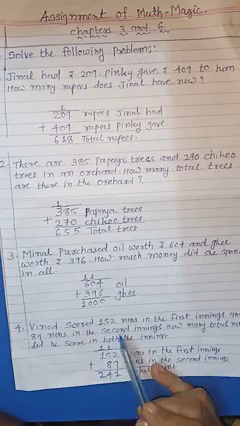 Assignment of Math-Magic.
chapters 3 and 6
Solve the following problems:
Jinal had ₹ 209. Pinky gave ₹ 409 to him.
How many rupees does Jinal have now?
1
209 rupees Jinal had
+ 409 rupees Pinky gave
618 Total rupees.
2. There are 385 Papaya trees and 270 chikoo
trees in an orchard. How many total trees
are there in the orchard?
1
385 Papaya trees
+ 270 chikoo trees
655 Total trees
3. Minal Purchased oil worth ₹ 604 and ghee
worth ₹ 396. How much money did she
in all.
1 1
604 oil
+ 396 ghee
1000
4. Vinod Scored 152 runs in the first innings
89 runs in the second innings how many total
did he score in both the innings
1 1
152 in the first innings
+ 89 in the second innings
241